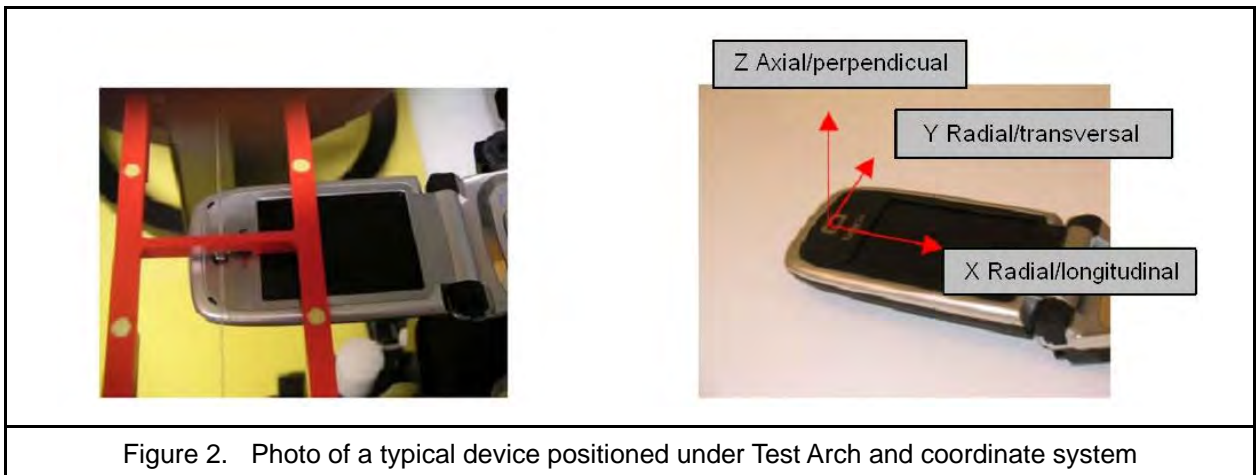 Z Axial/perpendicual
Y Radial/transversal
X Radial/longitudinal
Figure 2. Photo of a typical device positioned under Test Arch and coordinate system